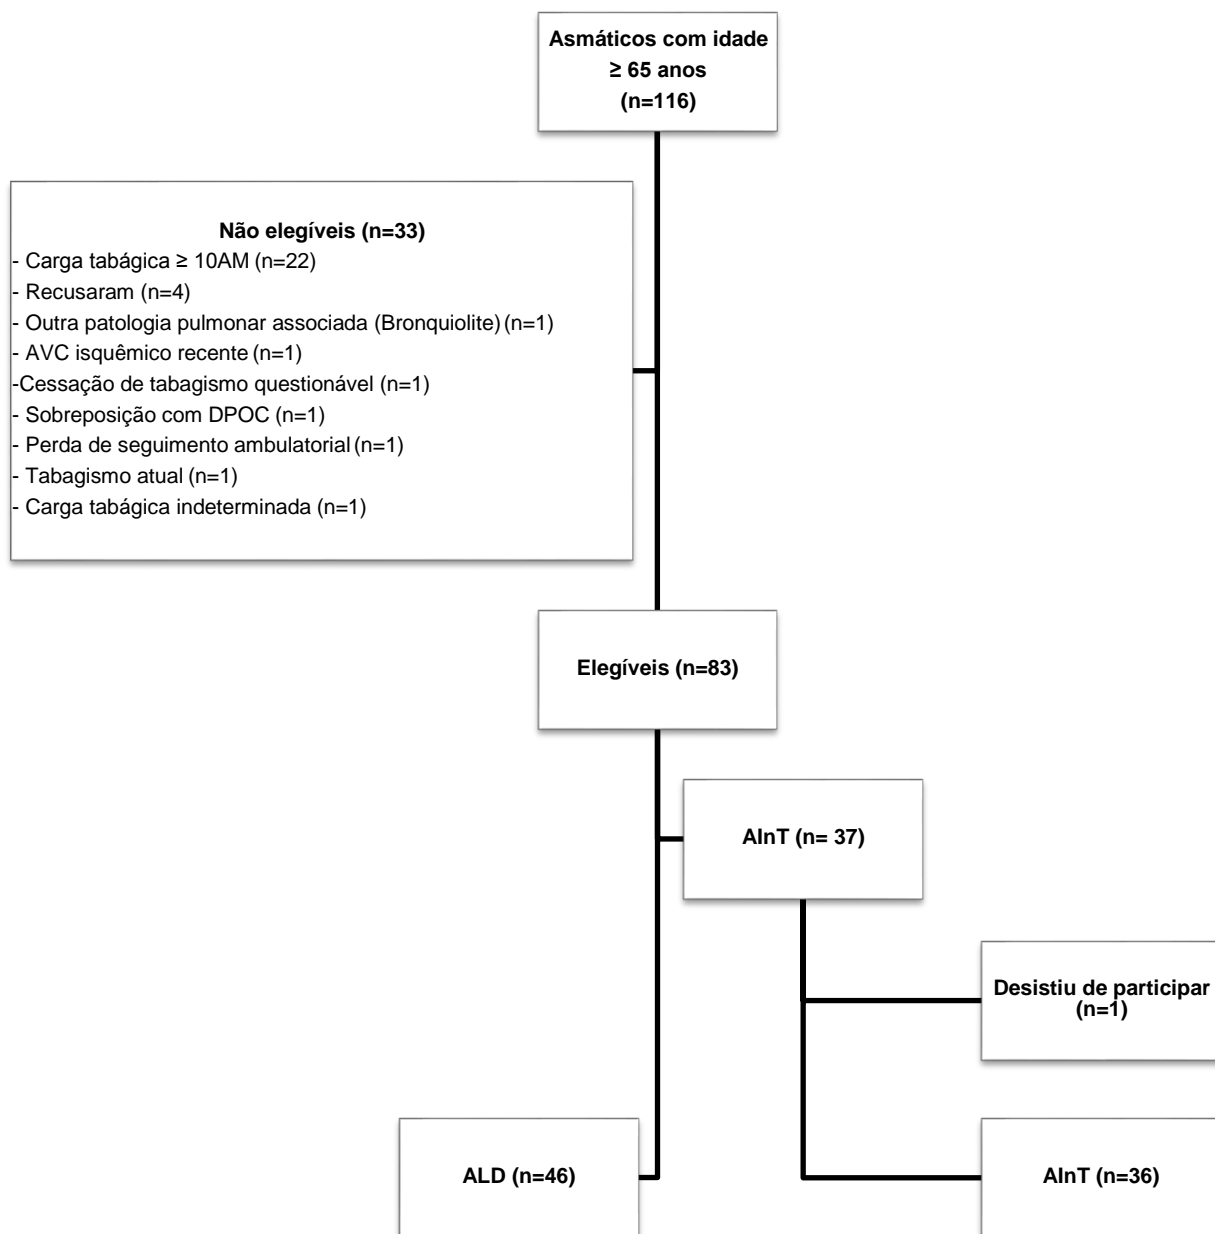 Asmáticos com idade
≥ 65 anos
(n=116)
Não elegíveis (n=33)
- Carga tabágica ≥ 10AM (n=22)
- Recusaram (n=4)
- Outra patologia pulmonar associada (Bronquiolite) (n=1)
- AVC isquêmico recente (n=1)
-Cessação de tabagismo questionável (n=1)
- Sobreposição com DPOC (n=1)
- Perda de seguimento ambulatorial (n=1)
- Tabagismo atual (n=1)
- Carga tabágica indeterminada (n=1)
Elegíveis (n=83)
AInT (n= 37)
Desistiu de participar
(n=1)
ALD (n=46)
AInT (n=36)